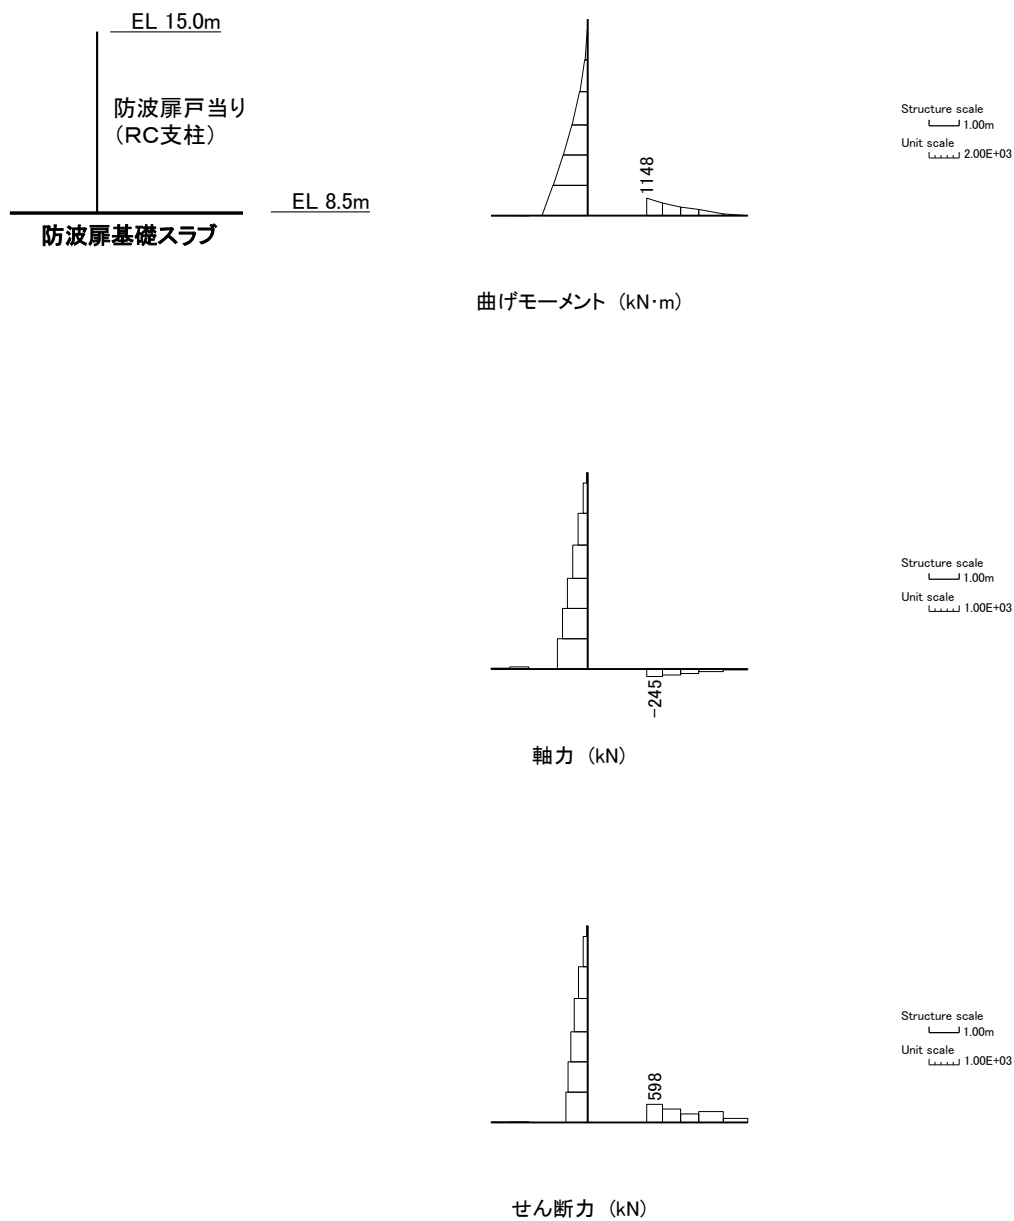 EL 15.0m
防波扉戸当り
（RC支柱）
EL 8.5m
防波扉基礎スラブ
1148
Structure scale
1.00m
Unit scale
2.00E+03
曲げモーメント (kN･m)
-245
Structure scale
1.00m
Unit scale
1.00E+03
軸力 (kN)
598
Structure scale
1.00m
Unit scale
1.00E+03
せん断力 (kN)